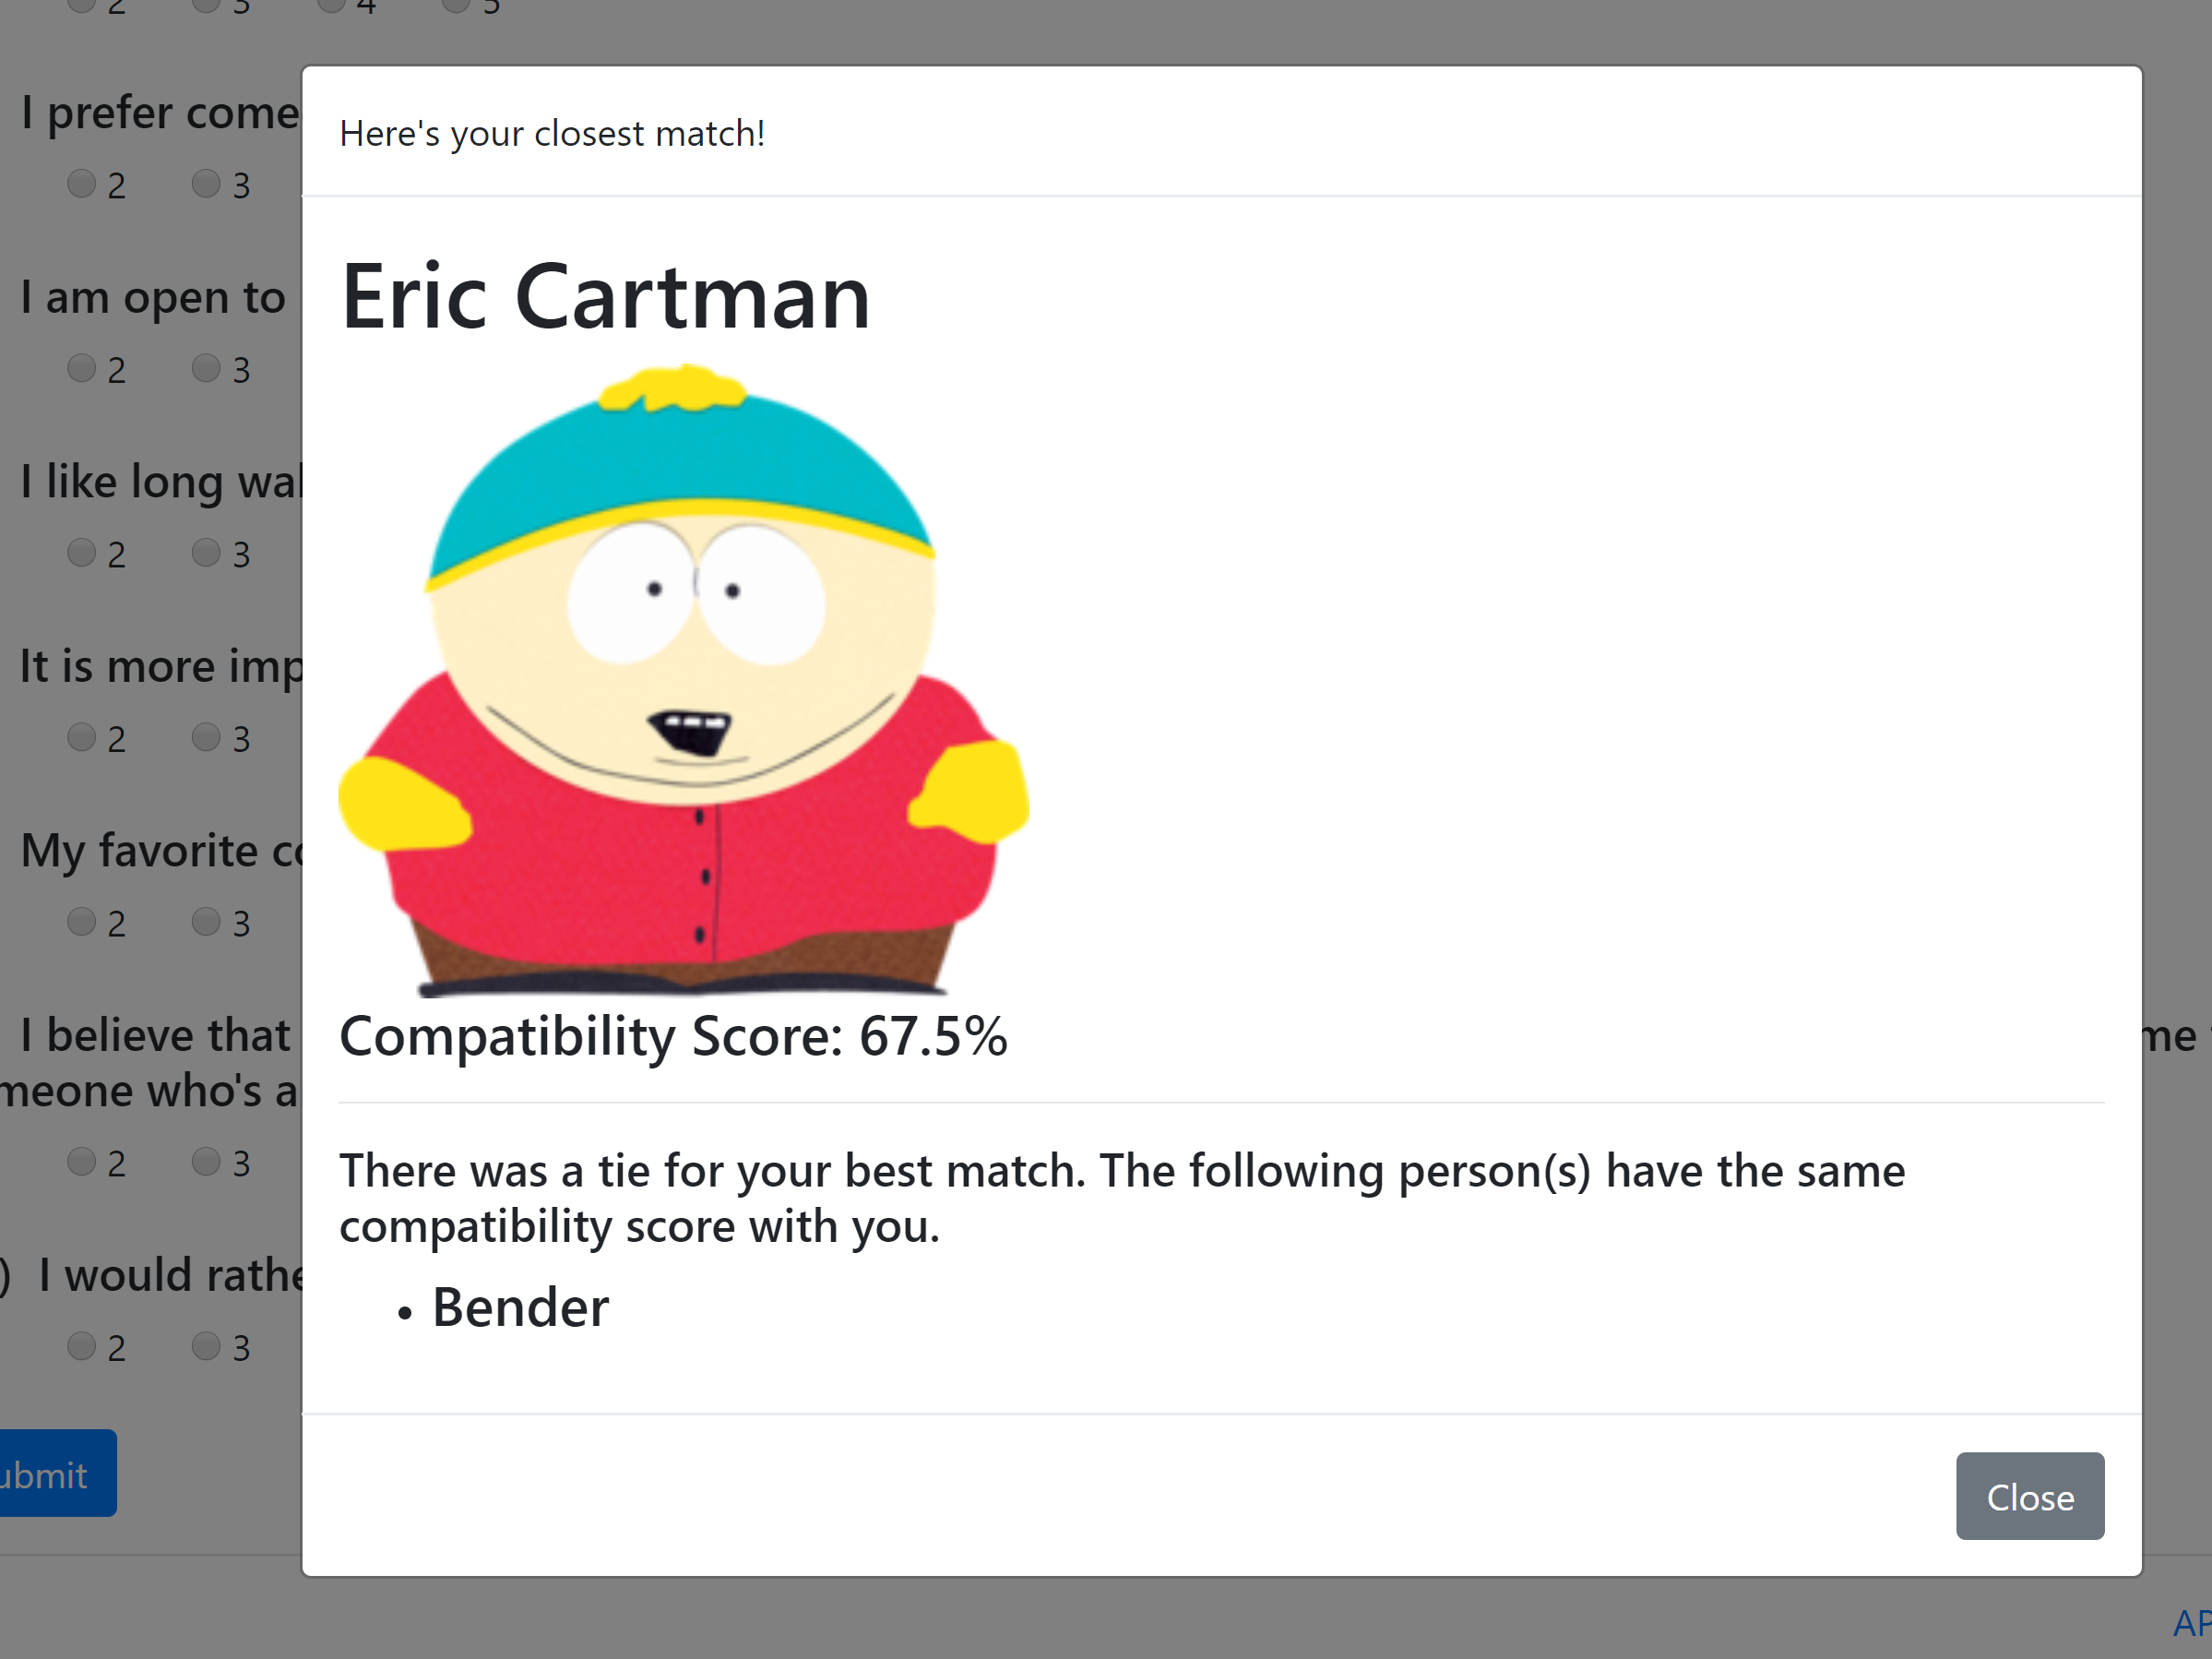 2 3 4 5
I prefer come
2 3
I am open to
2 3
I like long wal
2 3
It is more imp
2 3
My favorite co
2 3
I believe that
me
meone who's a
2 3
) I would rathe
2 3
ubmit
Here's your closest match!
Eric Cartman
Compatibility Score: 67.5%
There was a tie for your best match. The following person(s) have the same
compatibility score with you.
• Bender
Close
AP